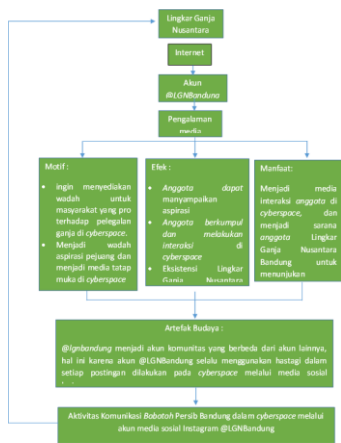 Lingkar Ganja
Nusantara
Internet
Akun
@LGNBandung
Pengalaman
media
Motif :
• ingin menyediakan
wadah untuk
masyarakat yang pro
terhadap pelegalan
ganja di cyberspace.
• Menjadi wadah
aspirasi pejuang dan
menjadi media tatap
muka di cyberspace
Efek :
• Anggota dapat
manyampaikan
aspirasi
• Anggota berkumpul
dan melakukan
interaksi di
cyberspace
• Eksistensi Lingkar
Ganja Nusantara
Manfaat:
Menjadi media
interaksi anggota di
cyberspace, dan
menjadi sarana
anggota Lingkar
Ganja Nusantara
Bandung untuk
menunjukan
Artefak Budaya :
@lgnbandung menjadi akun komunitas yang berbeda dari akun lainnya,
hal ini karena akun @LGNBandung selalu menggunakan hastagi dalam
setiap postingan dilakukan pada cyberspace melalui media sosial
Aktivitas Komunikasi Bobotoh Persib Bandung dalam cyberspace melalui
akun media sosial Instagram @LGNBandung